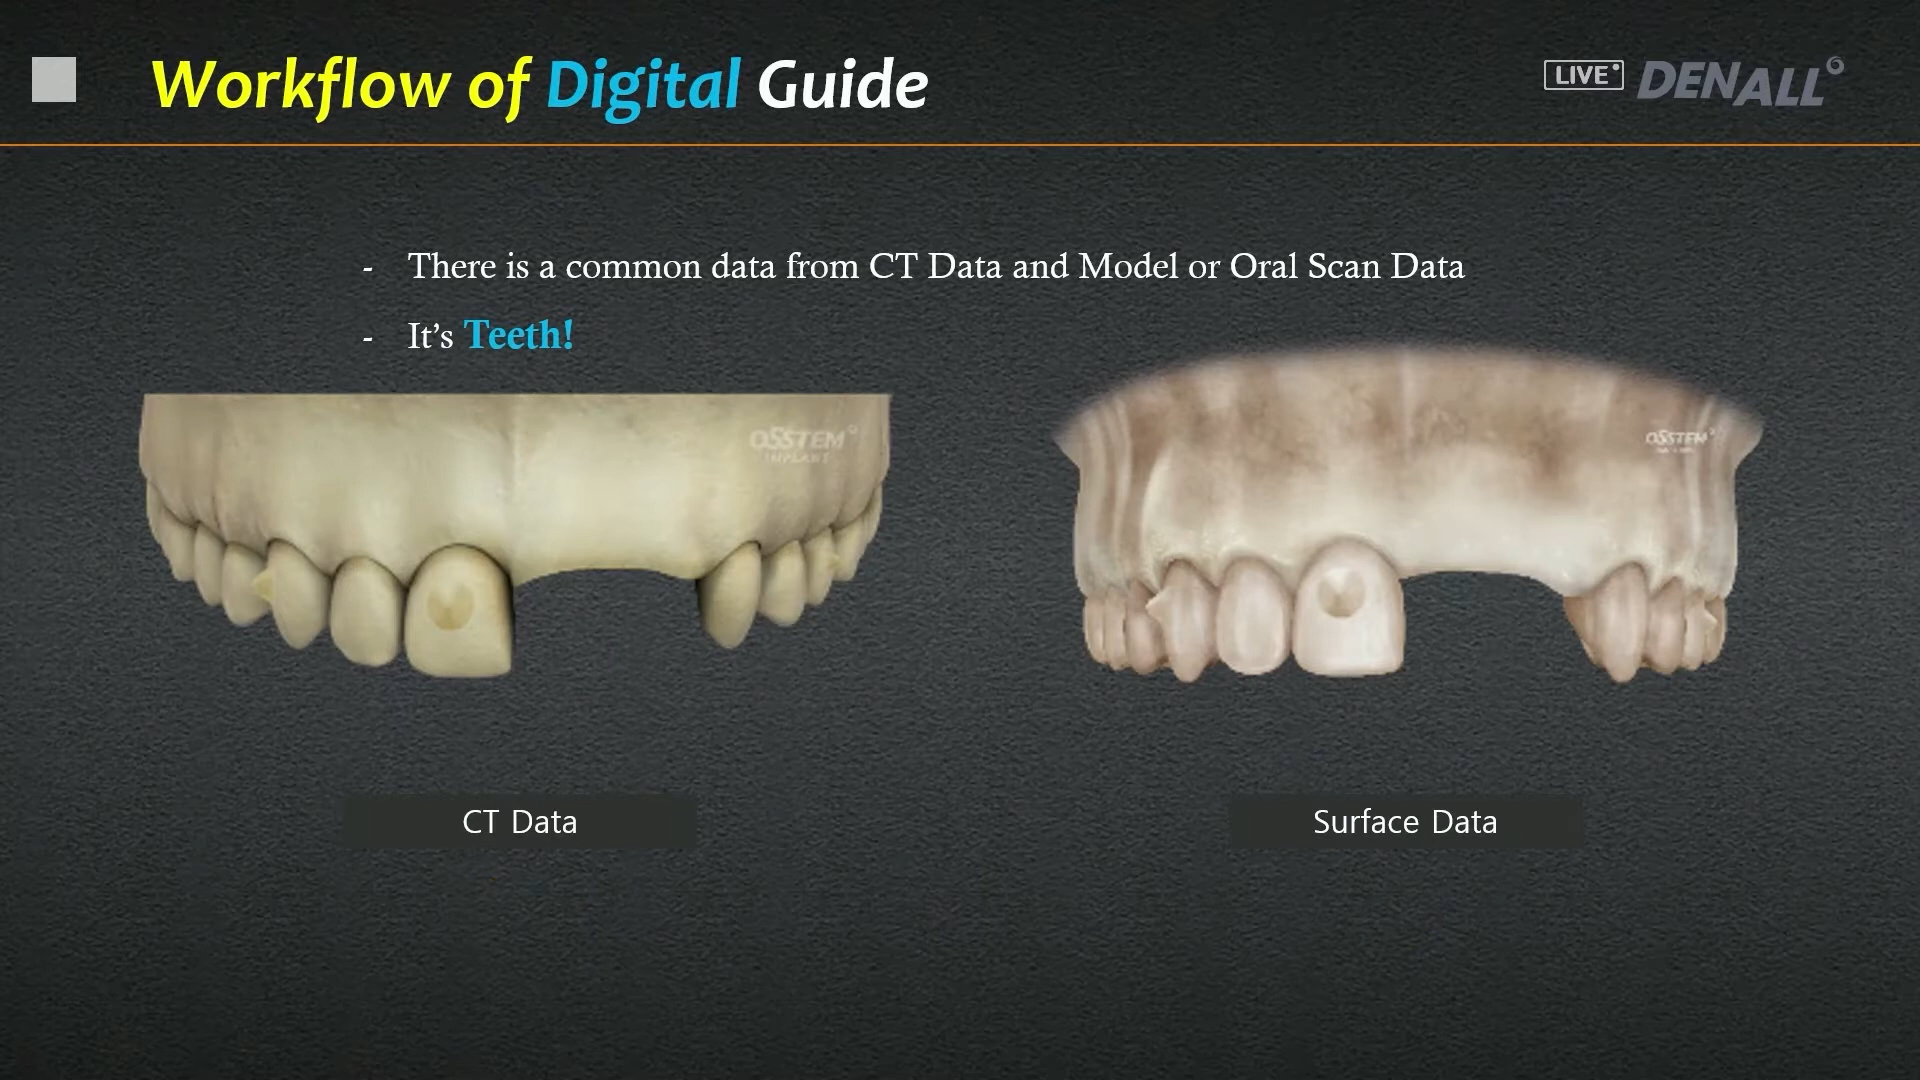 Workflow of Digital Guide
LIVE DENALL
- There is a common data from CT Data and Model or Oral Scan Data
- It’s Teeth!
OSSTEM
IMPLANT
OSSTEM
CT Data
Surface Data